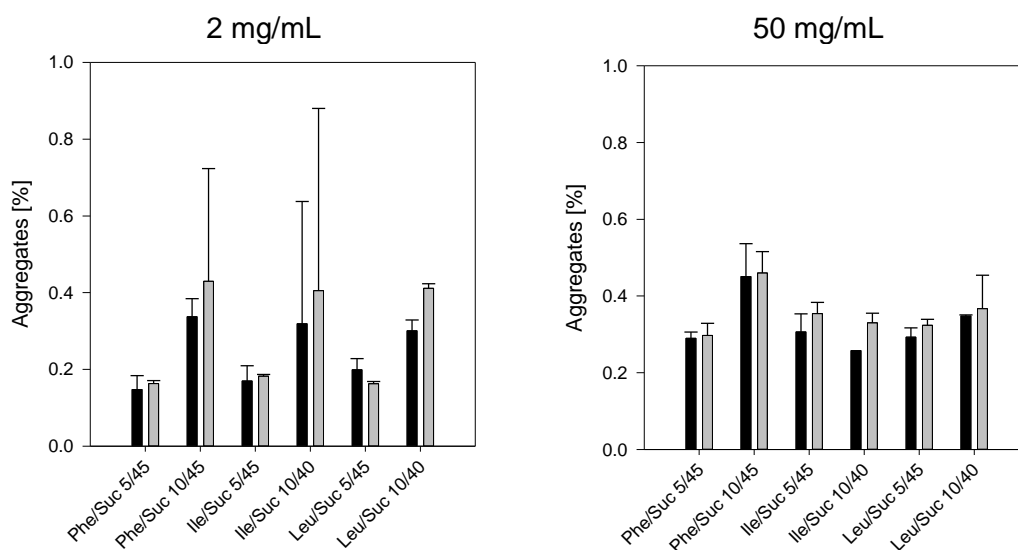 2 mg/mL
50 mg/mL
Aggregates [%]
1.0
0.8
0.6
0.4
0.2
0.0
Phe/Suc 5/45
Phe/Suc 10/45
Ile/Suc 5/45
Ile/Suc 10/40
Leu/Suc 5/45
Leu/Suc 10/40
Aggregates [%]
1.0
0.8
0.6
0.4
0.2
0.0
Phe/Suc 5/45
Phe/Suc 10/45
Ile/Suc 5/45
Ile/Suc 10/40
Leu/Suc 5/45
Leu/Suc 10/40